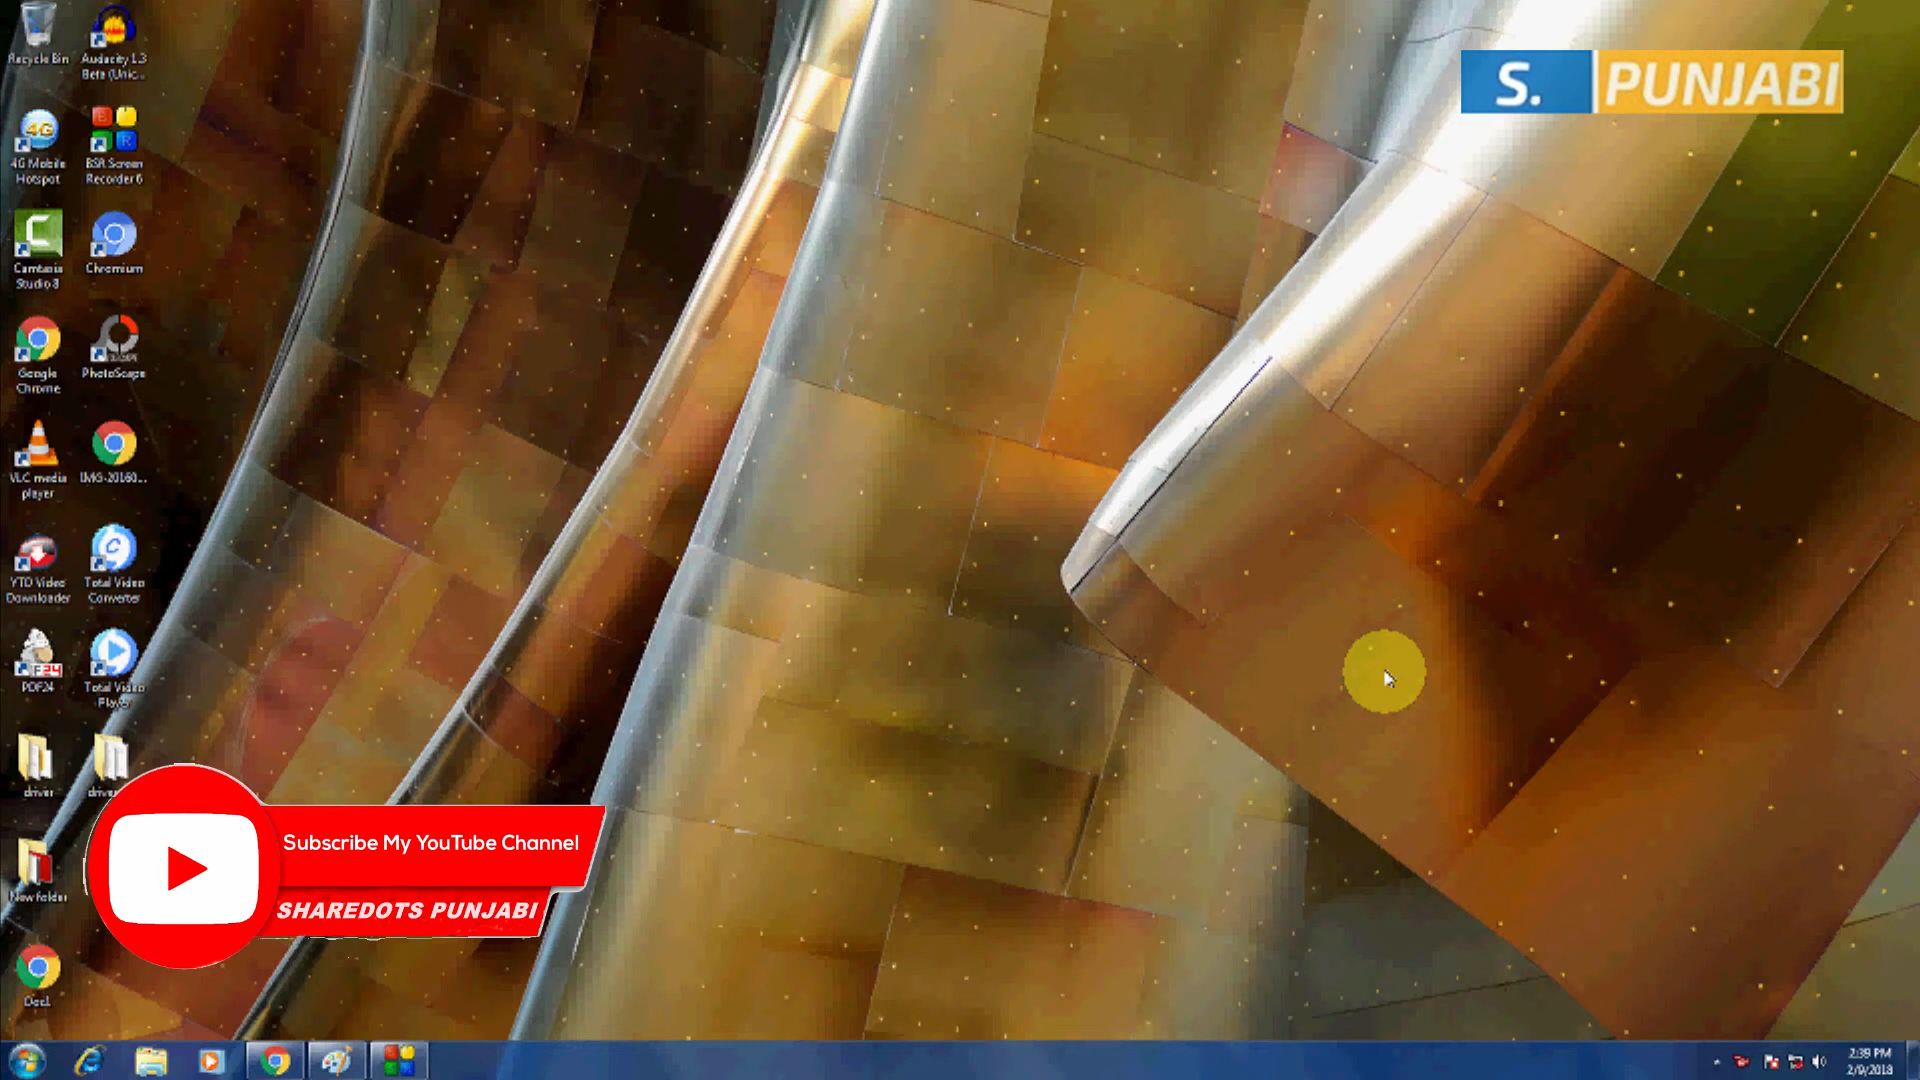 S. PUNJABI
Recycle Bin
Audacity 1.3
Beta (Unic...
4G Mobile
Hotspot
BSR Screen
Recorder 6
Camtasia
Studio 8
Chromium
Google
Chrome
PhotoScape
VLC media
player
IMG-20160...
YTD Video
Downloader
Total Video
Converter
PDF24
Total Video
Player
driver
New folder
Doc1
Subscribe My YouTube Channel
SHAREDOTS PUNJABI
2:39 PM
2/9/2018